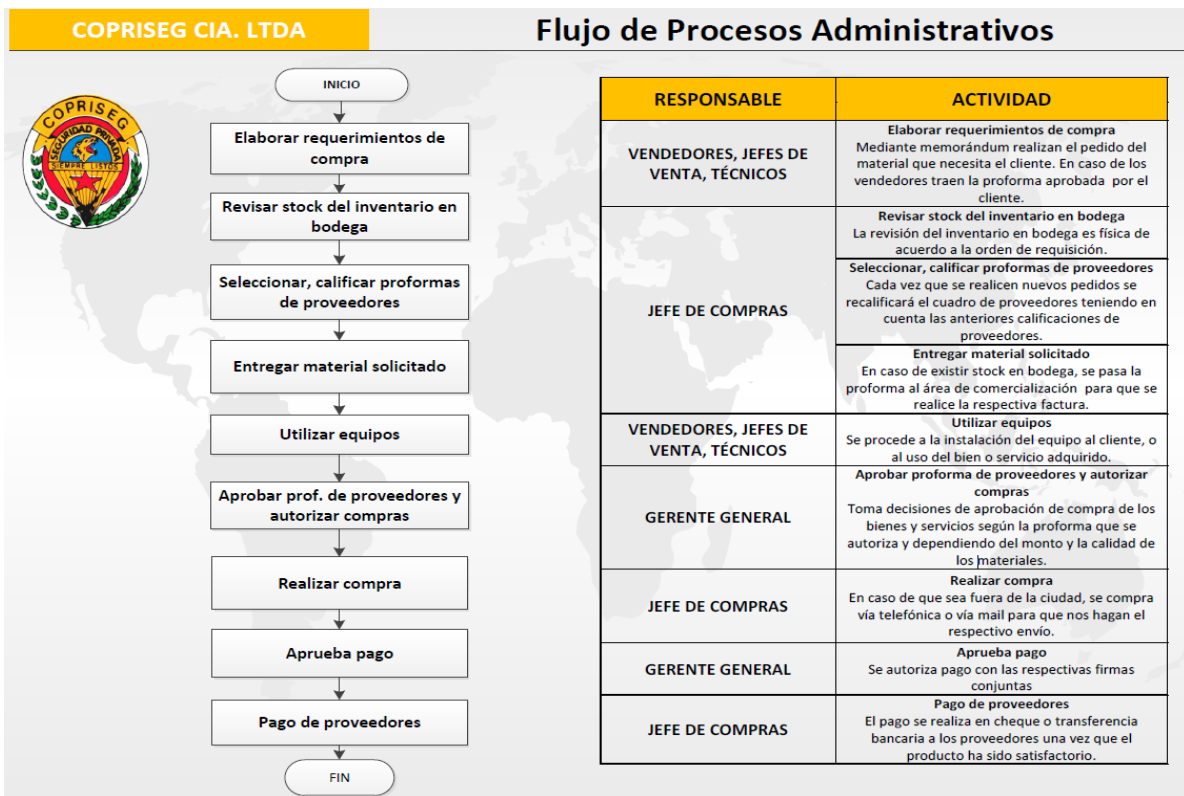 COPRISEG CIA. LTDA
Flujo de Procesos Administrativos
COPRISEG
SEGURIDAD PRIVADA
SIEMPRE LISTOS
INICIO
Elaborar requerimientos de
compra
Revisar stock del inventario en
bodega
Seleccionar, calificar proformas
de proveedores
Entregar material solicitado
Utilizar equipos
Aprobar prof. de proveedores y
autorizar compras
Realizar compra
Aprueba pago
Pago de proveedores
FIN
RESPONSABLE
ACTIVIDAD
VENDEDORES, JEFES DE
VENTA, TÉCNICOS
Elaborar requerimientos de compra
Mediante memorándum realizan el pedido del
material que necesita el cliente. En caso de los
vendedores traen la proforma aprobada por el
cliente.
JEFE DE COMPRAS
Revisar stock del inventario en bodega
La revisión del inventario en bodega es física de
acuerdo a la orden de requisición.
Seleccionar, calificar proformas de proveedores
Cada vez que se realicen nuevos pedidos se
recalificará el cuadro de proveedores teniendo en
cuenta las anteriores calificaciones de
proveedores.
Entregar material solicitado
En caso de existir stock en bodega, se pasa la
proforma al área de comercialización para que se
realice la respectiva factura.
VENDEDORES, JEFES DE
VENTA, TÉCNICOS
Utilizar equipos
Se procede a la instalación del equipo al cliente, o
al uso del bien o servicio adquirido.
GERENTE GENERAL
Aprobar proforma de proveedores y autorizar
compras
Toma decisiones de aprobación de compra de los
bienes y servicios según la proforma que se
autoriza y dependiendo del monto y la calidad de
los materiales.
JEFE DE COMPRAS
Realizar compra
En caso de que sea fuera de la ciudad, se compra
vía telefónica o vía mail para que nos hagan el
respectivo envío.
GERENTE GENERAL
Aprueba pago
Se autoriza pago con las respectivas firmas
conjuntas
JEFE DE COMPRAS
Pago de proveedores
El pago se realiza en cheque o transferencia
bancaria a los proveedores una vez que el
producto ha sido satisfactorio.